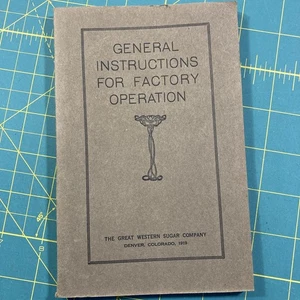 GENERAL
INSTRUCTIONS
FOR FACTORY
OPERATION
THE GREAT WESTERN SUGAR COMPANY
DENVER, COLORADO,